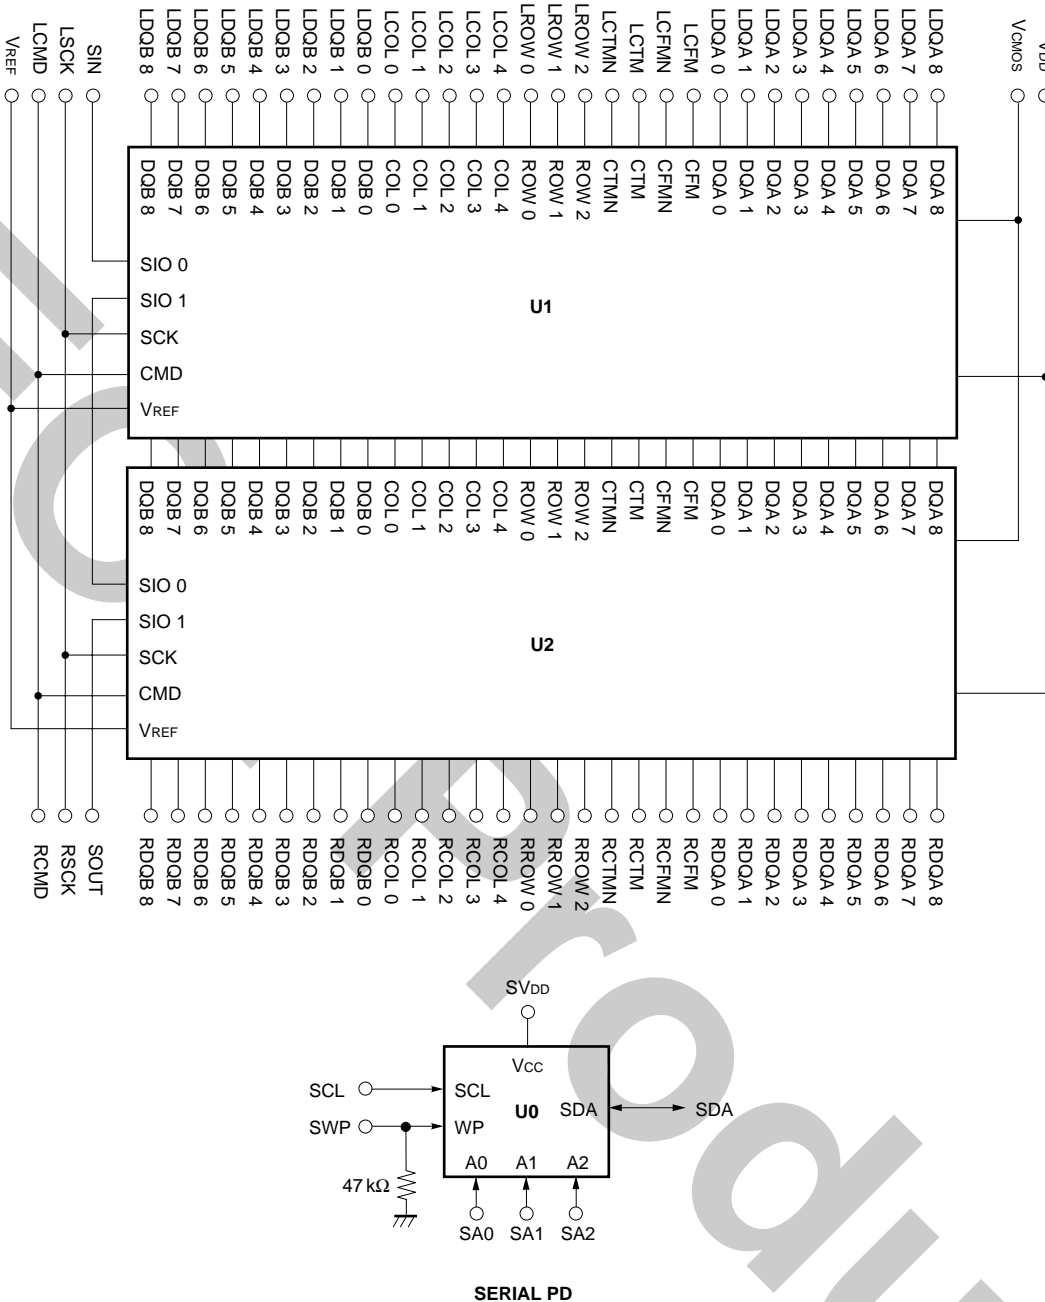 VREF LCMD LSCK SIN LDQB 8 LDQB 7 LDQB 6 LDQB 5 LDQB 4 LDQB 3 LDQB 2 LDQB 1 LDQB 0 LCOL 0 LCOL 1 LCOL 2 LCOL 3 LCOL 4 LROW 0 LROW 1 LROW 2 LCTMN LCTM LCFMN LCFM LDQA 0 LDQA 1 LDQA 2 LDQA 3 LDQA 4 LDQA 5 LDQA 6 LDQA 7 LDQA 8 VCMOS VDD
DQB 8 DQB 7 DQB 6 DQB 5 DQB 4 DQB 3 DQB 2 DQB 1 DQB 0 COL 0 COL 1 COL 2 COL 3 COL 4 ROW 0 ROW 1 ROW 2 CTMN CTM CFMN CFM DQA 0 DQA 1 DQA 2 DQA 3 DQA 4 DQA 5 DQA 6 DQA 7 DQA 8
SIO 0
SIO 1
U1
SCK
CMD
VREF
DQB 8 DQB 7 DQB 6 DQB 5 DQB 4 DQB 3 DQB 2 DQB 1 DQB 0 COL 0 COL 1 COL 2 COL 3 COL 4 ROW 0 ROW 1 ROW 2 CTMN CTM CFMN CFM DQA 0 DQA 1 DQA 2 DQA 3 DQA 4 DQA 5 DQA 6 DQA 7 DQA 8
SIO 0
SIO 1
U2
SCK
CMD
VREF
RCMD RSCK SOUT RDQB 8 RDQB 7 RDQB 6 RDQB 5 RDQB 4 RDQB 3 RDQB 2 RDQB 1 RDQB 0 RCOL 0 RCOL 1 RCOL 2 RCOL 3 RCOL 4 RROW 0 RROW 1 RROW 2 RCTMN RCTM RCFMN RCFM RDQA 0 RDQA 1 RDQA 2 RDQA 3 RDQA 4 RDQA 5 RDQA 6 RDQA 7 RDQA 8
SVDD
VCC
SCL SCL
U0 SDA SDA
SWP WP
47 kΩ
A0 A1 A2
SA0 SA1 SA2
SERIAL PD